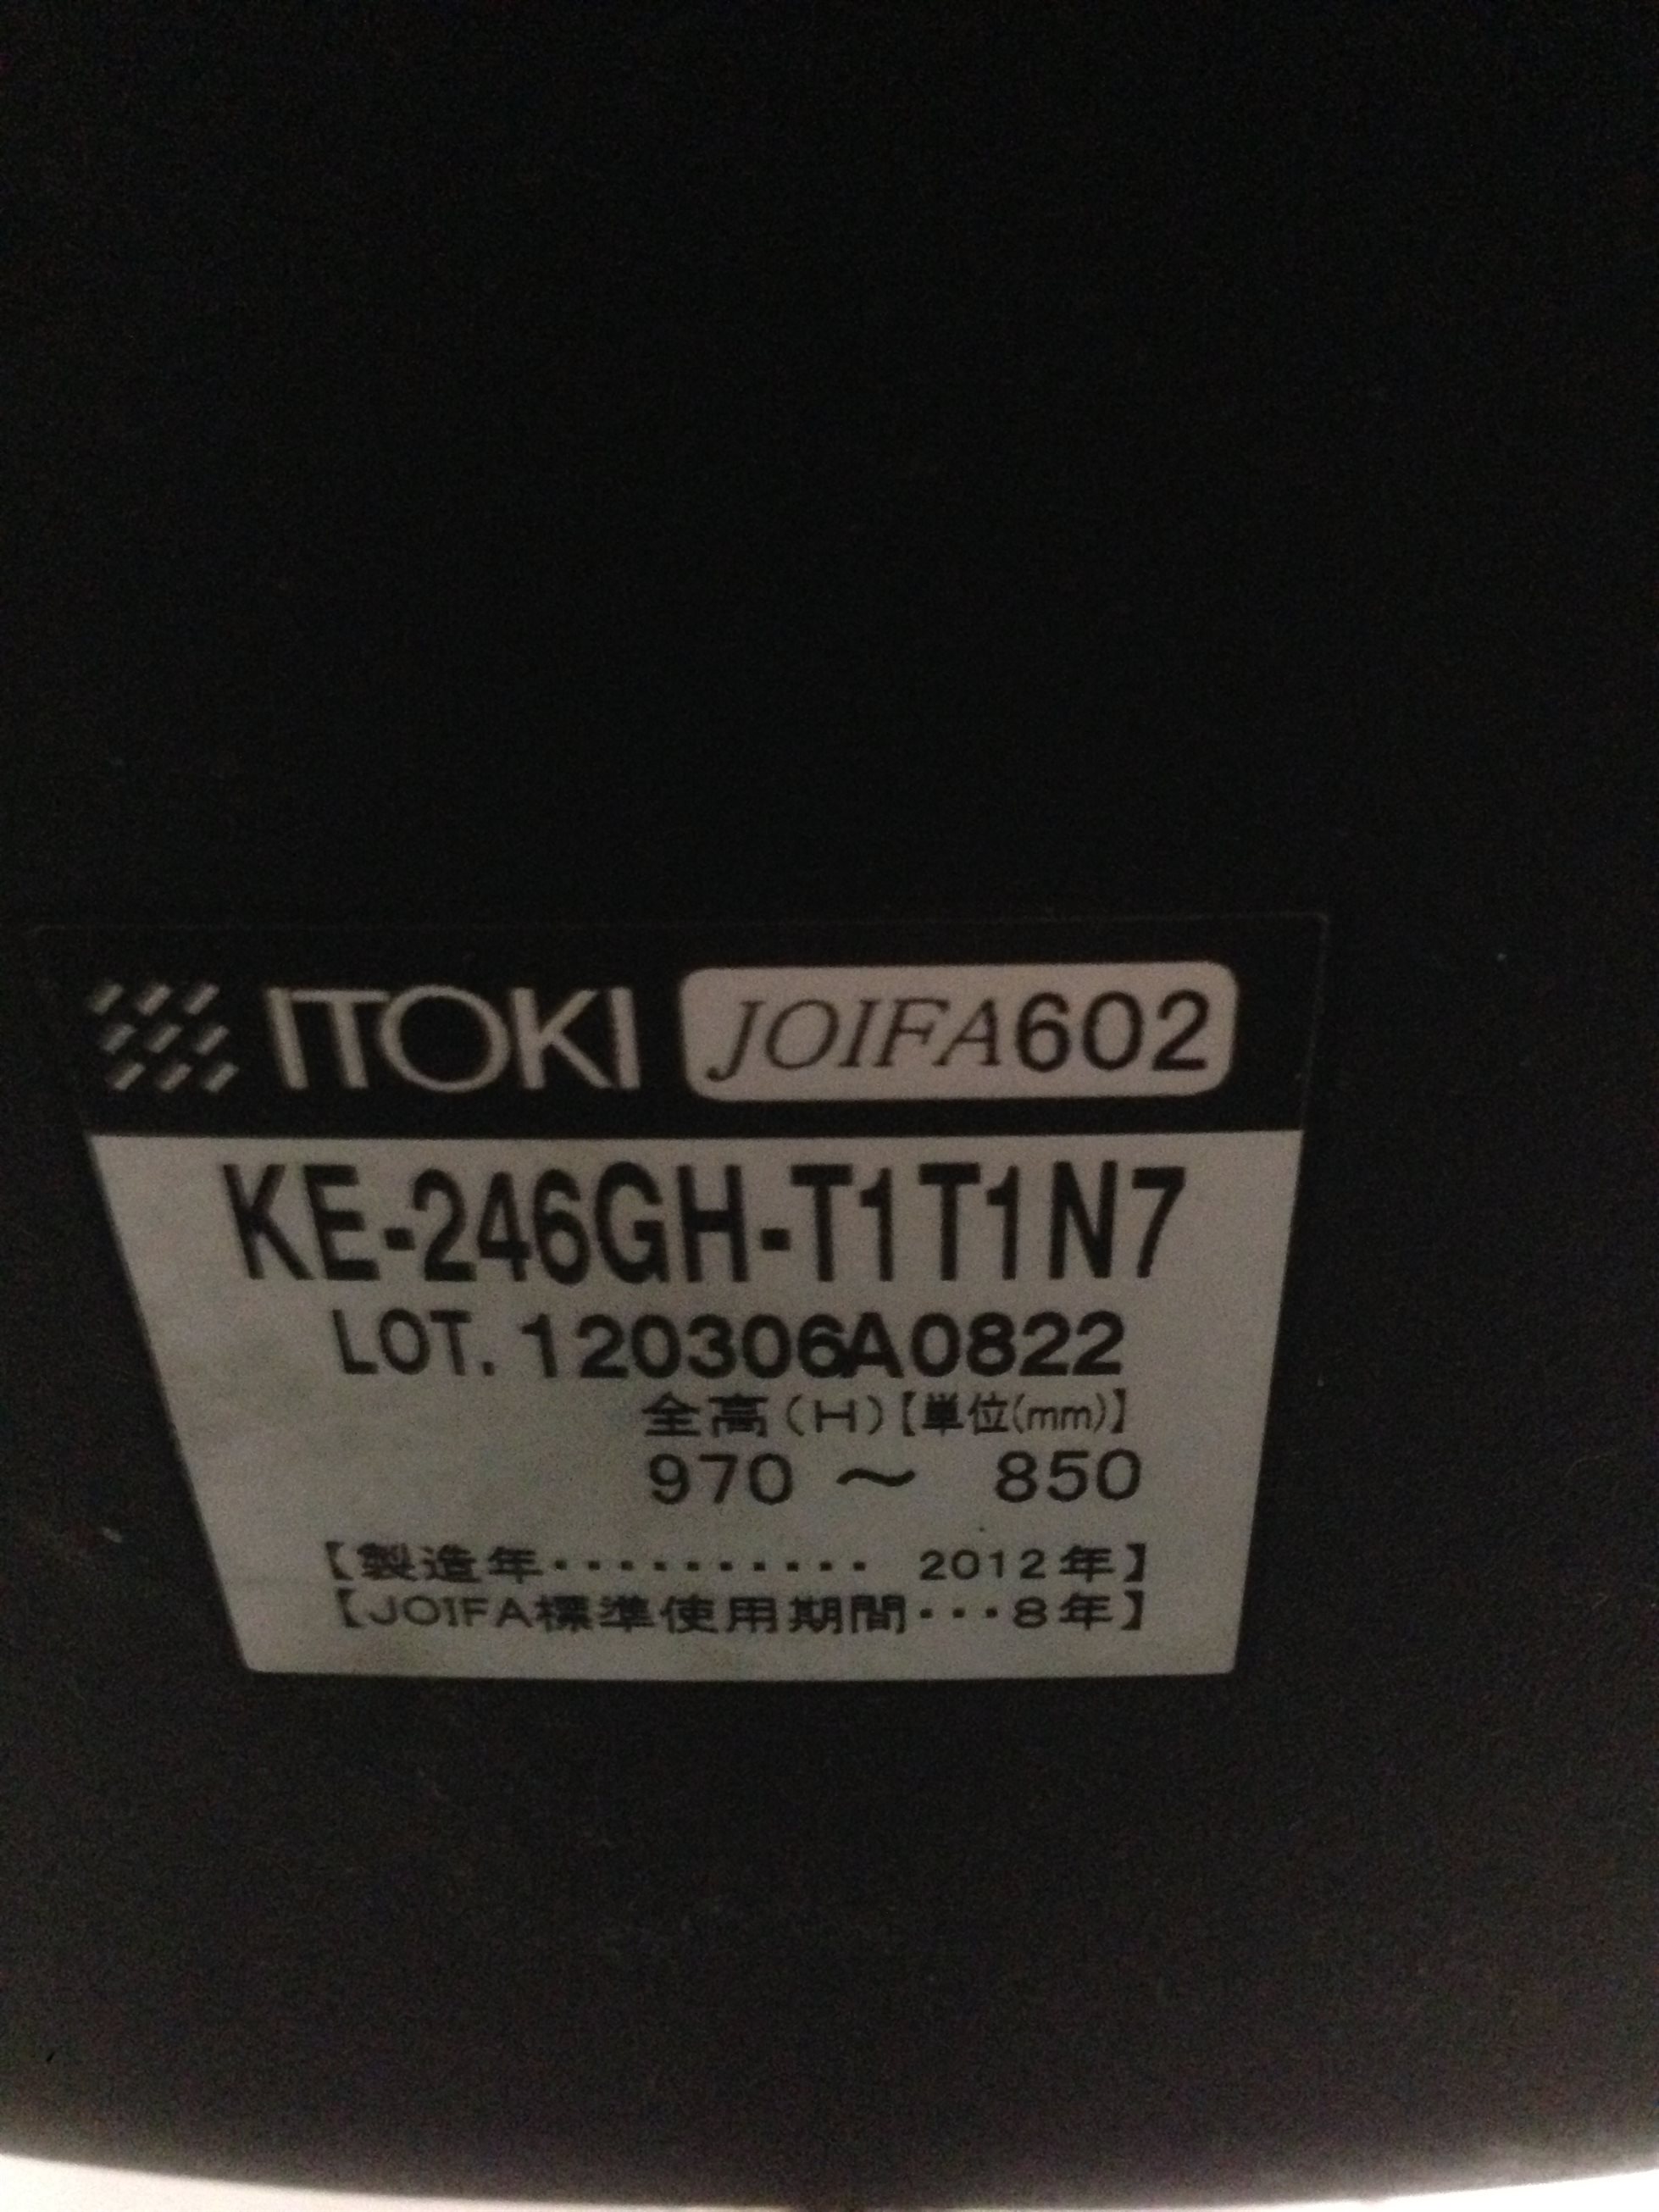 ITOKI JOIFA602
KE-246GH-T1T1N7
LOT. 120306A0822
全高(H)【単位(mm)】
970 ～ 850
【製造年・・・・・・・・・・ 2012年】
【JOIFA標準使用期間・・・8年】